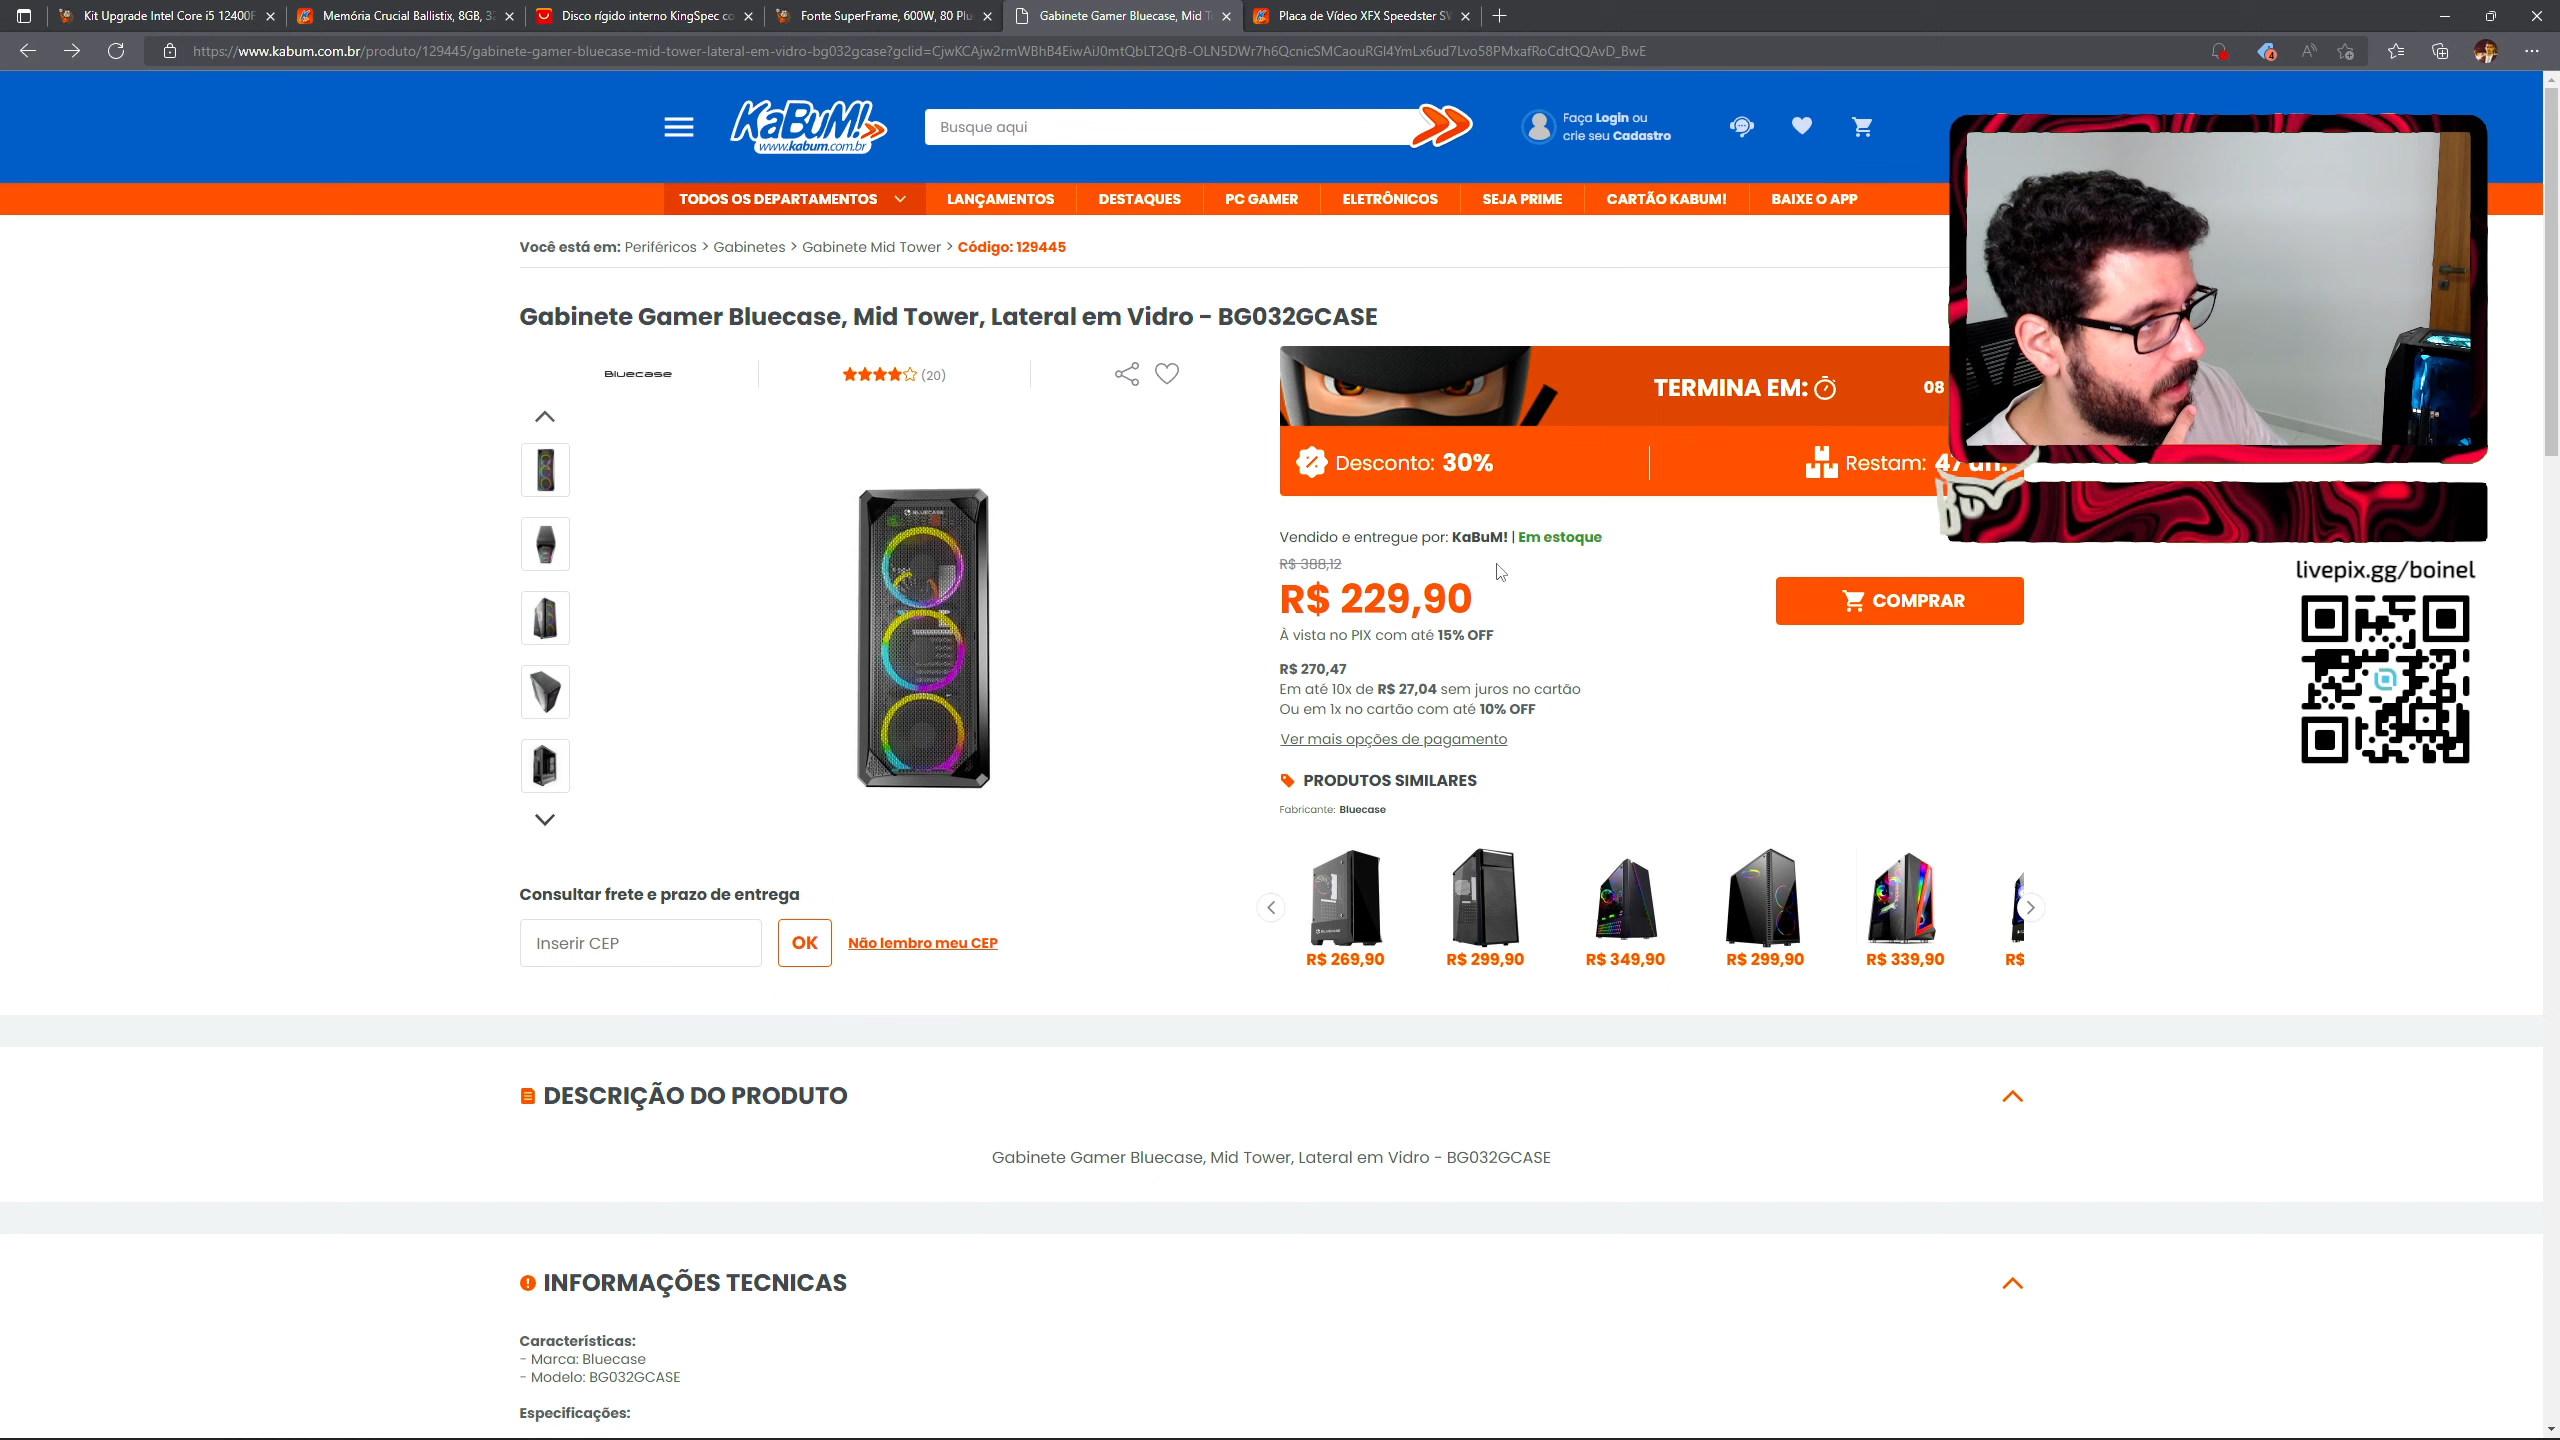 Kit Upgrade Intel Core i5 12400F
Memória Crucial Ballistix, 8GB, 3
Disco rígido interno KingSpec co
Fonte SuperFrame, 600W, 80 Plu
Gabinete Gamer Bluecase, Mid T
Placa de Vídeo XFX Speedster SW
https://www.kabum.com.br/produto/129445/gabinete-gamer-bluecase-mid-tower-lateral-em-vidro-bg032gcase?gclid=CjwKCAjw2rmWBhB4EiwAiJ0mtQbLT2QrB-OLN5DWr7h6QcnicSMCaouRGl4YmLx6ud7Lvo58PMxafRoCdtQQAvD_BwE
4
KaBuM!
www.kabum.com.br
Busque aqui
Faça Login ou
crie seu Cadastro
TODOS OS DEPARTAMENTOS
LANÇAMENTOS
DESTAQUES
PC GAMER
ELETRÔNICOS
SEJA PRIME
CARTÃO KABUM!
BAIXE O APP
Você está em: Periféricos > Gabinetes > Gabinete Mid Tower > Código: 129445
Gabinete Gamer Bluecase, Mid Tower, Lateral em Vidro - BG032GCASE
Bluecase
(20)
TERMINA EM:
08
Desconto: 30%
Restam: 47 un.
BLUECASE
Vendido e entregue por: KaBuM! | Em estoque
R$ 388,12
R$ 229,90
COMPRAR
À vista no PIX com até 15% OFF
R$ 270,47
Em até 10x de R$ 27,04 sem juros no cartão
Ou em 1x no cartão com até 10% OFF
Ver mais opções de pagamento
livepix.gg/boinel
PRODUTOS SIMILARES
Fabricante: Bluecase
R$ 269,90
R$ 299,90
R$ 349,90
R$ 299,90
R$ 339,90
R$
Consultar frete e prazo de entrega
Inserir CEP
OK
Não lembro meu CEP
DESCRIÇÃO DO PRODUTO
Gabinete Gamer Bluecase, Mid Tower, Lateral em Vidro - BG032GCASE
INFORMAÇÕES TECNICAS
Características:
- Marca: Bluecase
- Modelo: BG032GCASE
Especificações: